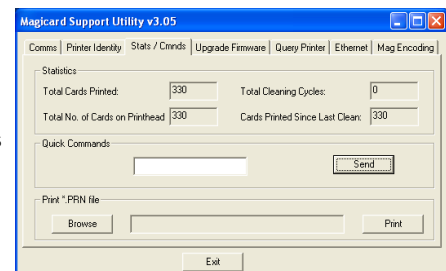 Magicard Support Utility v3.05
Comms Printer Identity Stats / Cmnds Upgrade Firmware Query Printer Ethernet Mag Encoding
Statistics
Total Cards Printed: 330 Total Cleaning Cycles: 0
Total No. of Cards on Printhead 330 Cards Printed Since Last Clean: 330
Quick Commands
Send
Print *.PRN file
Browse Print
Exit